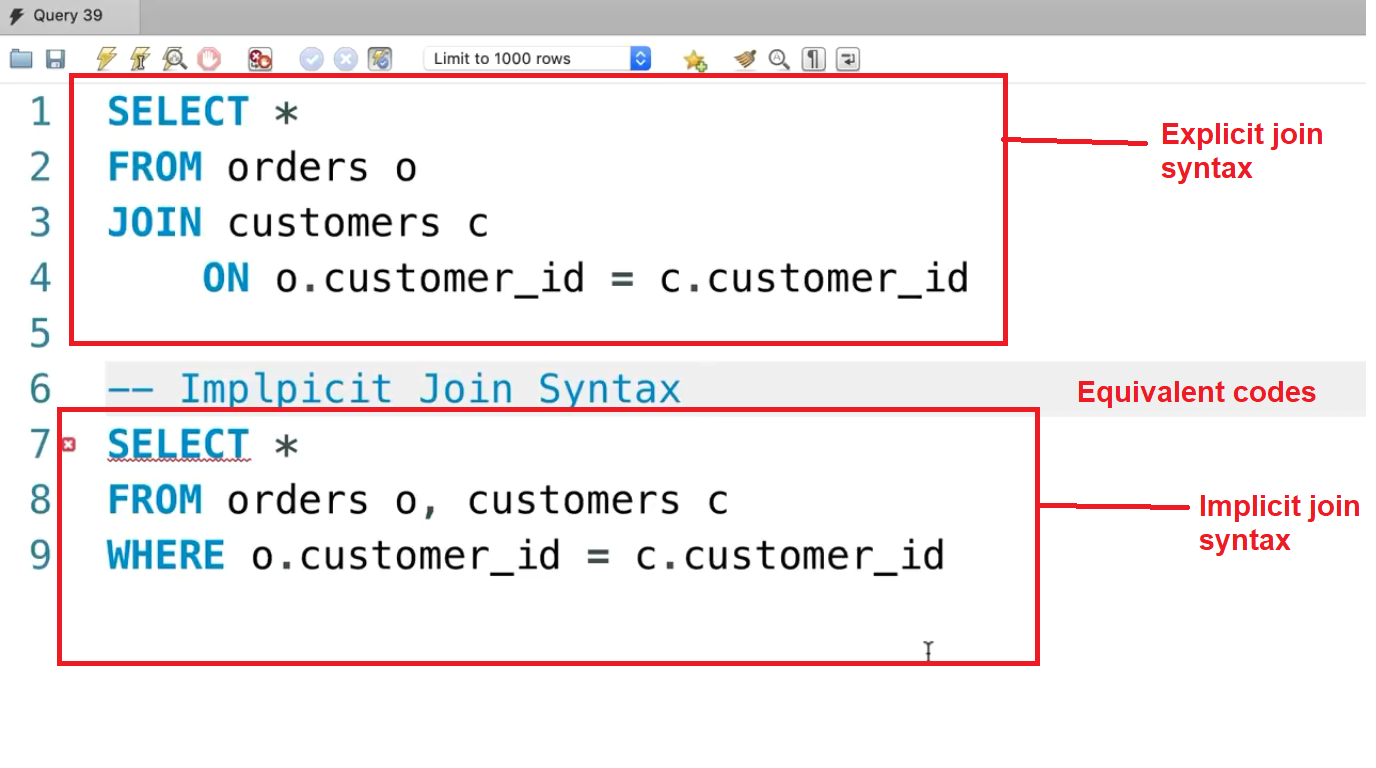 Query 39
Limit to 1000 rows
1 SELECT *
2 FROM orders o
3 JOIN customers c
4 ON o.customer_id = c.customer_id
5
Explicit join
syntax
6 -- Implpicit Join Syntax
Equivalent codes
7 SELECT *
8 FROM orders o, customers c
9 WHERE o.customer_id = c.customer_id
Implicit join
syntax